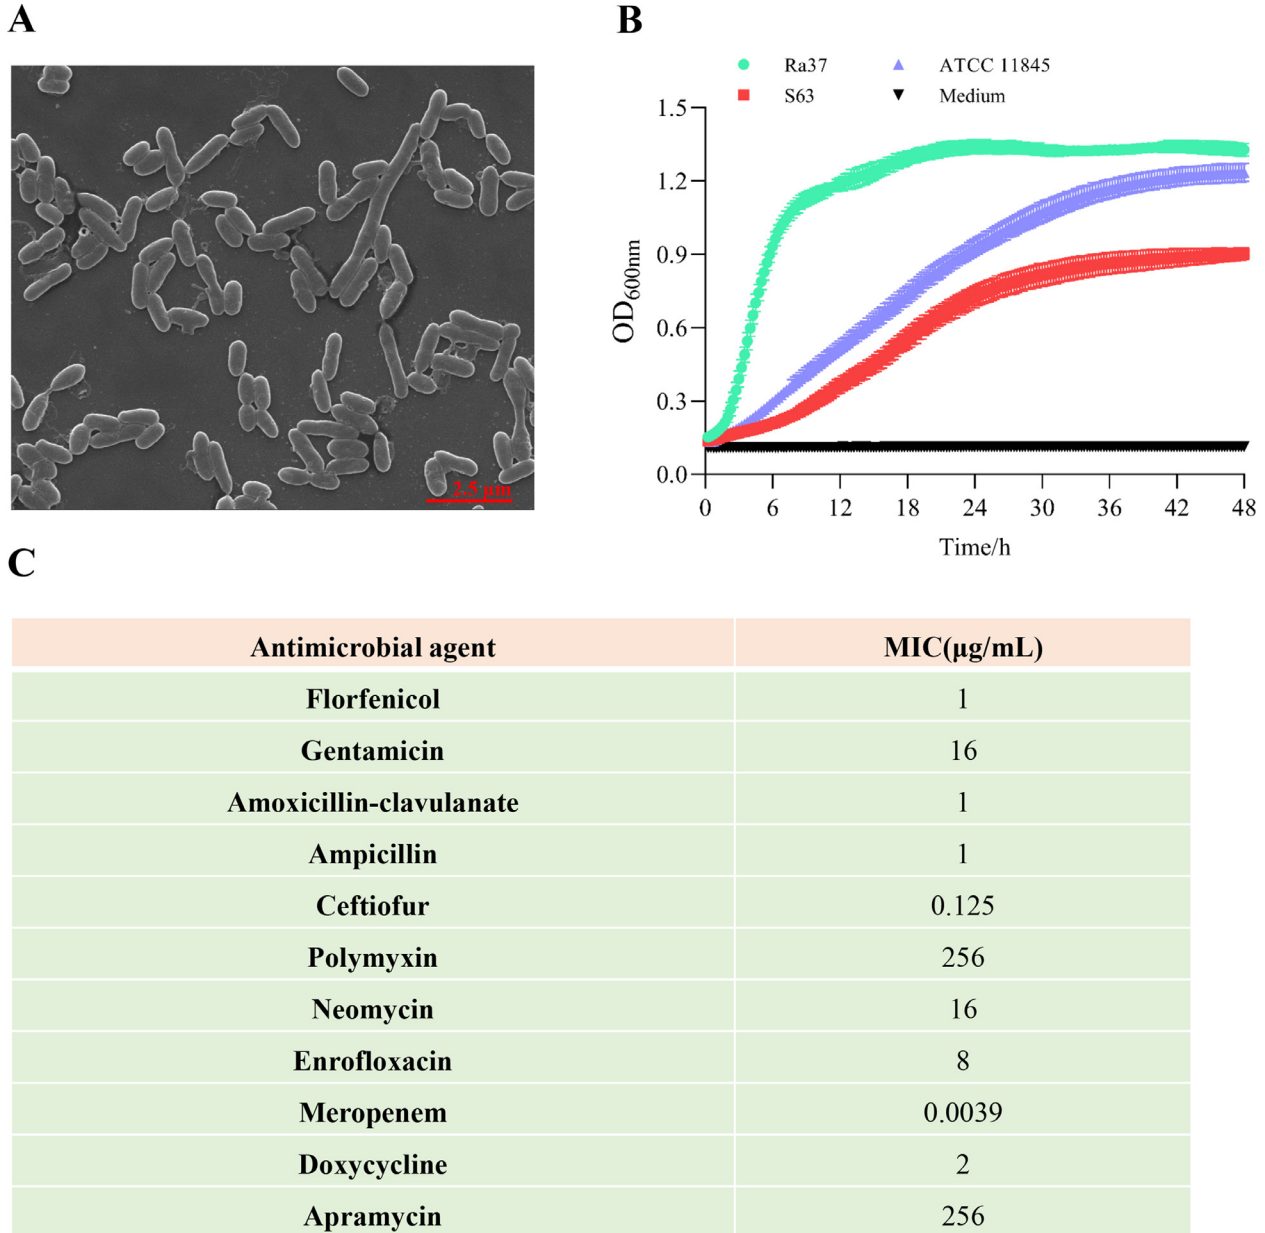 A
2.5 μm
B
Ra37
ATCC 11845
S63
Medium
1.5
1.2
0.9
0.6
0.3
0.0
OD600nm
0 6 12 18 24 30 36 42 48
Time/h
C
Antimicrobial agent MIC(μg/mL)
Florfenicol 1
Gentamicin 16
Amoxicillin-clavulanate 1
Ampicillin 1
Ceftiofur 0.125
Polymyxin 256
Neomycin 16
Enrofloxacin 8
Meropenem 0.0039
Doxycycline 2
Apramycin 256